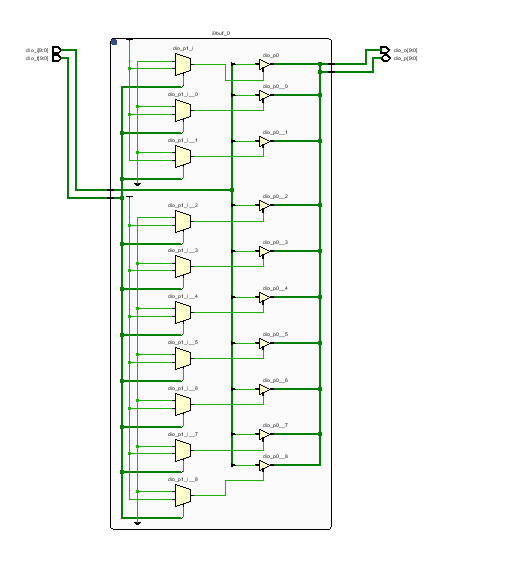 dio_i[9:0]
dio_t[9:0]
dio_p1_i
dio_p0
dio_o[9:0]
dio_p[9:0]
dio_p1_i__0
dio_p0__0
dio_p1_i__1
dio_p0__1
dio_p1_i__2
dio_p0__2
dio_p1_i__3
dio_p0__3
dio_p1_i__4
dio_p0__4
dio_p1_i__5
dio_p0__5
dio_p1_i__6
dio_p0__6
dio_p1_i__7
dio_p0__7
dio_p1_i__8
dio_p0__8